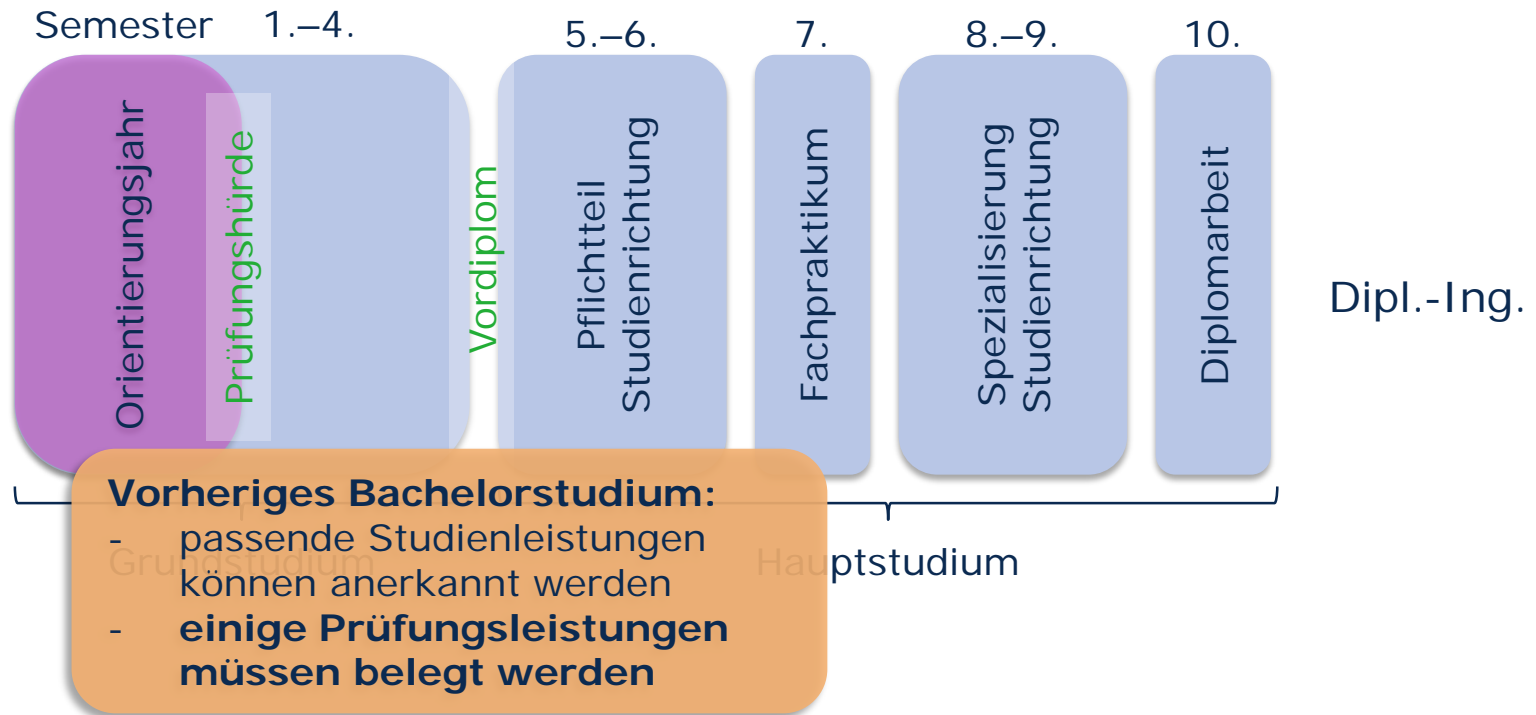 Semester 1.–4. 5.–6. 7. 8.–9. 10.
Orientierungsjahr
Prüfungshürde
Vordiplom
Pflichtteil
Studienrichtung
Fachpraktikum
Spezialisierung
Studienrichtung
Diplomarbeit
Dipl.-Ing.
Grundstudium
Hauptstudium
Vorheriges Bachelorstudium:
- passende Studienleistungen
können anerkannt werden
- einige Prüfungsleistungen
müssen belegt werden